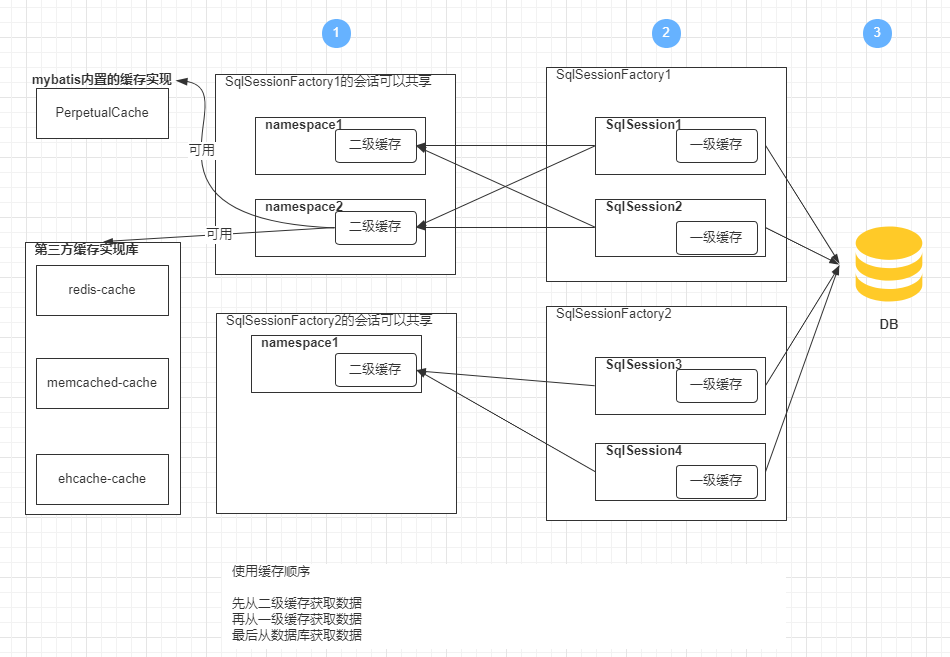 1
2
3
mybatis内置的缓存实现
PerpetualCache
可用
可用
第三方缓存实现库
redis-cache
memcached-cache
ehcache-cache
SqlSessionFactory1的会话可以共享
namespace1
二级缓存
namespace2
二级缓存
SqlSessionFactory2的会话可以共享
namespace1
二级缓存
SqlSessionFactory1
SqlSession1
一级缓存
SqlSession2
一级缓存
SqlSessionFactory2
SqlSession3
一级缓存
SqlSession4
一级缓存
DB
使用缓存顺序
先从二级缓存获取数据
再从一级缓存获取数据
最后从数据库获取数据